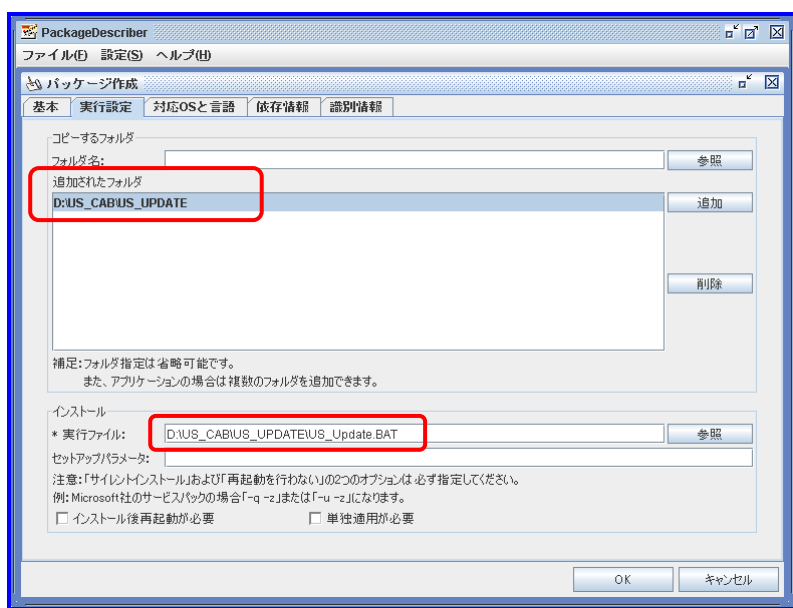 PackageDescriber
ファイル(F) 設定(S) ヘルプ(H)
パッケージ作成
基本 実行設定 対応OSと言語 依存情報 識別情報
コピーするフォルダ
フォルダ名: 参照
追加されたフォルダ
D:\US_CAB\US_UPDATE 追加
削除
補足:フォルダ指定は省略可能です。
また、アプリケーションの場合は複数のフォルダを追加できます。
インストール
* 実行ファイル: D:\US_CAB\US_UPDATE\US_Update.BAT 参照
セットアップパラメータ:
注意:「サイレントインストール」および「再起動を行わない」の2つのオプションは必ず指定してください。
例:Microsoft社のサービスパックの場合「-q -z」または「-u -z」になります。
インストール後再起動が必要 単独適用が必要
OK キャンセル